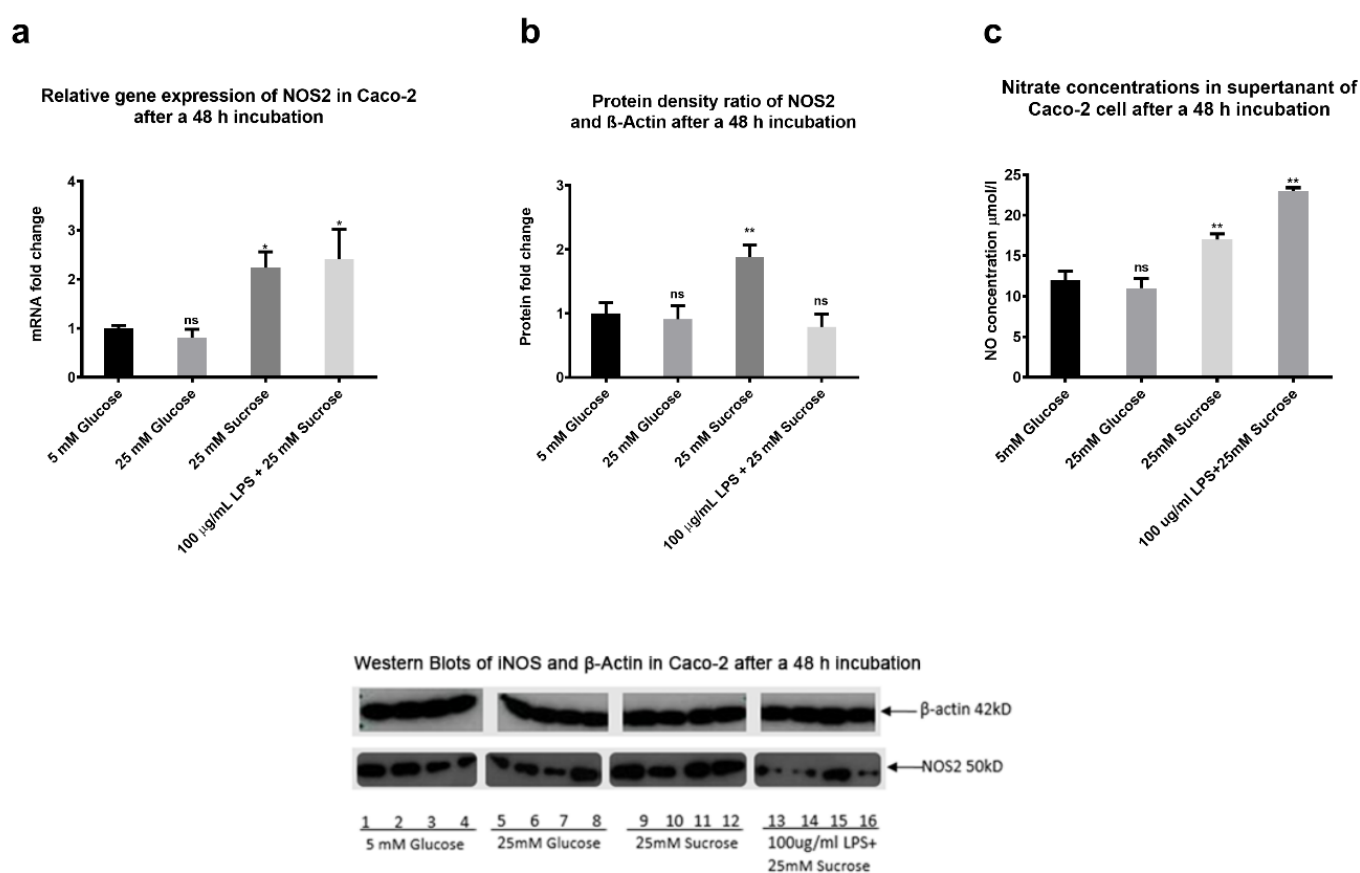 a
b
c
Relative gene expression of NOS2 in Caco-2
after a 48 h incubation
Protein density ratio of NOS2
and ß-Actin after a 48 h incubation
Nitrate concentrations in supertanant of
Caco-2 cell after a 48 h incubation
mRNA fold change
4
3
2
1
0
ns
*
*
5 mM Glucose
25 mM Glucose
25 mM Sucrose
100 µg/mL LPS + 25 mM Sucrose
Protein fold change
3
2
1
0
ns
**
ns
5 mM Glucose
25 mM Glucose
25 mM Sucrose
100 µg/mL LPS + 25 mM Sucrose
NO concentration µmol/l
25
20
15
10
5
0
ns
**
**
5mM Glucose
25mM Glucose
25mM Sucrose
100 ug/ml LPS+25mM Sucrose
Western Blots of iNOS and β-Actin in Caco-2 after a 48 h incubation
β-actin 42kD
NOS2 50kD
1 2 3 4 5 6 7 8 9 10 11 12 13 14 15 16
5 mM Glucose 25mM Glucose 25mM Sucrose 100ug/ml LPS+
25mM Sucrose